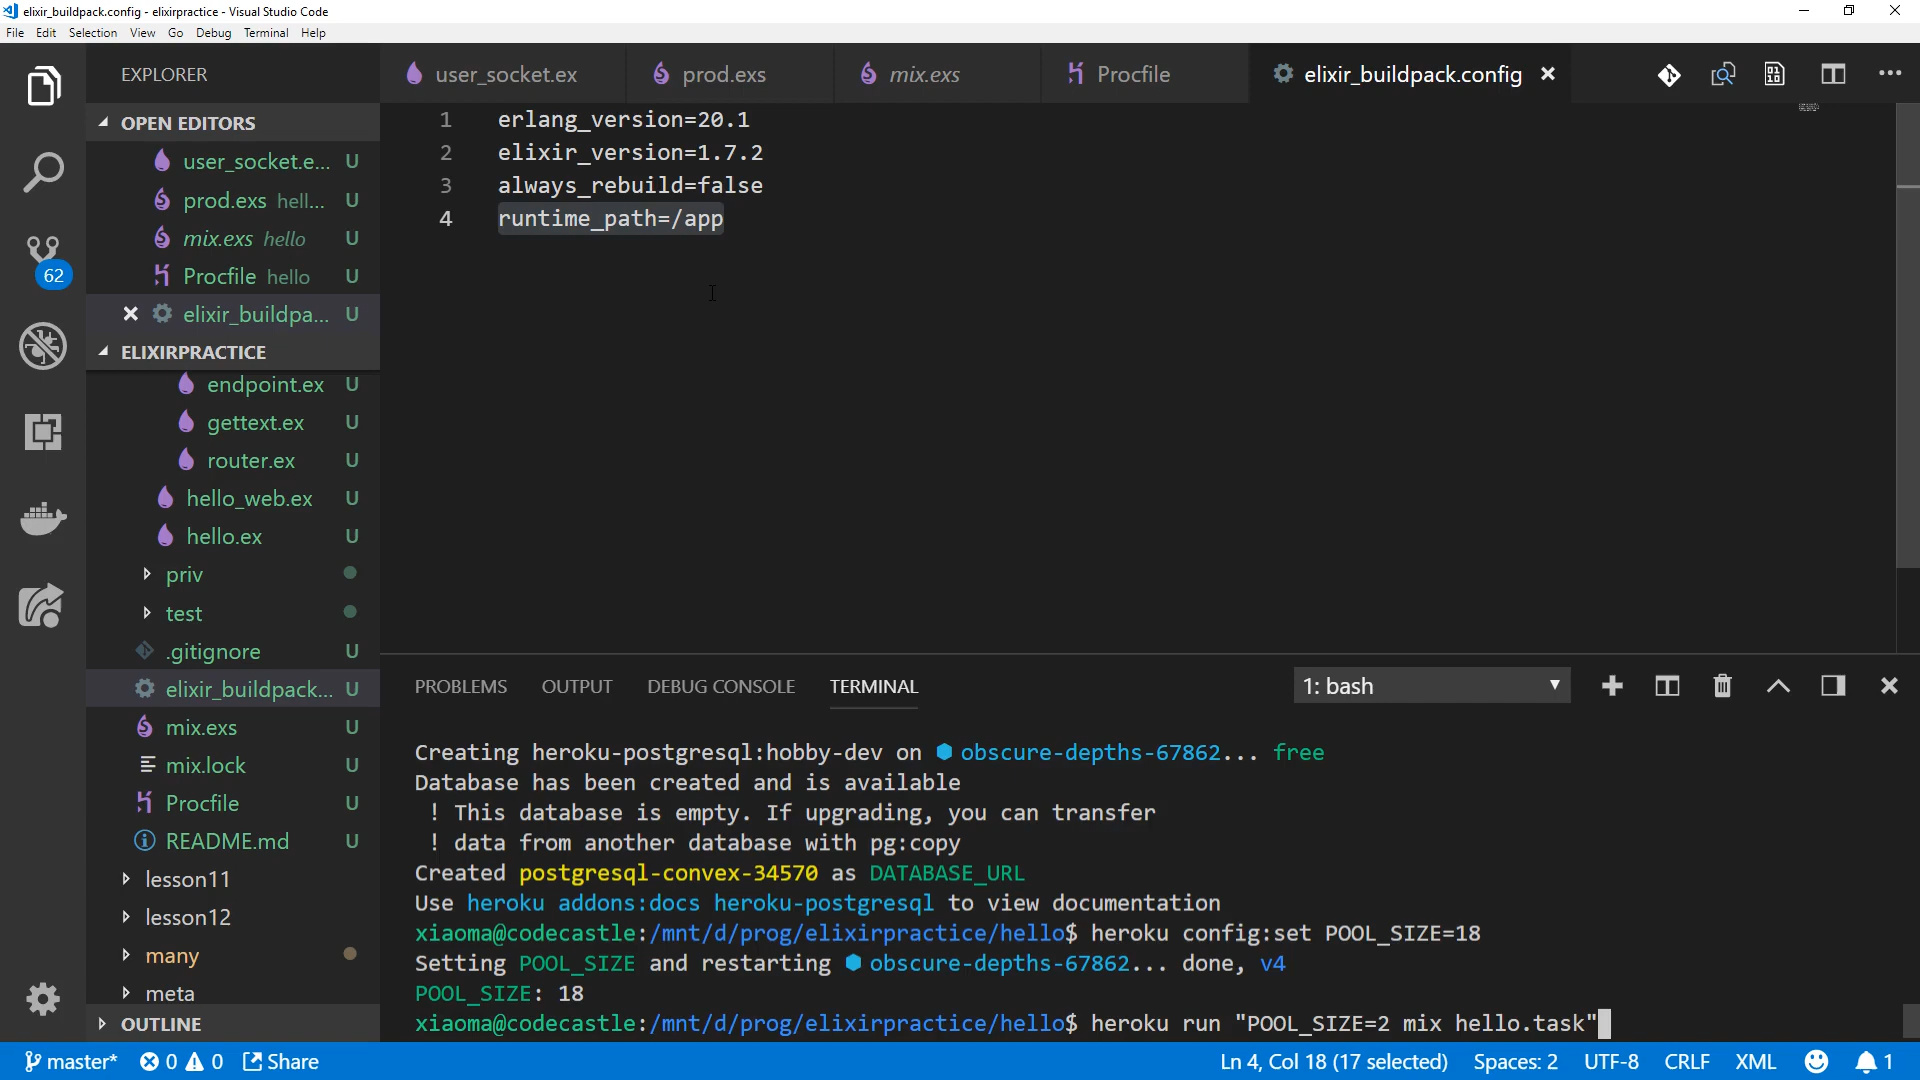 elixir_buildpack.config - elixirpractice - Visual Studio Code
File Edit Selection View Go Debug Terminal Help
EXPLORER
OPEN EDITORS
user_socket.e... U
prod.exs hell... U
mix.exs hello U
Procfile hello U
elixir_buildpa... U
ELIXIRPRACTICE
endpoint.ex U
gettext.ex U
router.ex U
hello_web.ex U
hello.ex U
priv
test
.gitignore U
elixir_buildpack... U
mix.exs U
mix.lock U
Procfile U
README.md U
lesson11
lesson12
many
meta
OUTLINE
62
user_socket.ex prod.exs mix.exs Procfile elixir_buildpack.config
1 erlang_version=20.1
2 elixir_version=1.7.2
3 always_rebuild=false
4 runtime_path=/app
PROBLEMS OUTPUT DEBUG CONSOLE TERMINAL 1: bash
Creating heroku-postgresql:hobby-dev on obscure-depths-67862... free
Database has been created and is available
! This database is empty. If upgrading, you can transfer
! data from another database with pg:copy
Created postgresql-convex-34570 as DATABASE_URL
Use heroku addons:docs heroku-postgresql to view documentation
xiaoma@codecastle:/mnt/d/prog/elixirpractice/hello$ heroku config:set POOL_SIZE=18
Setting POOL_SIZE and restarting obscure-depths-67862... done, v4
POOL_SIZE: 18
xiaoma@codecastle:/mnt/d/prog/elixirpractice/hello$ heroku run "POOL_SIZE=2 mix hello.task"
master* 0 0 Share Ln 4, Col 18 (17 selected) Spaces: 2 UTF-8 CRLF XML 1